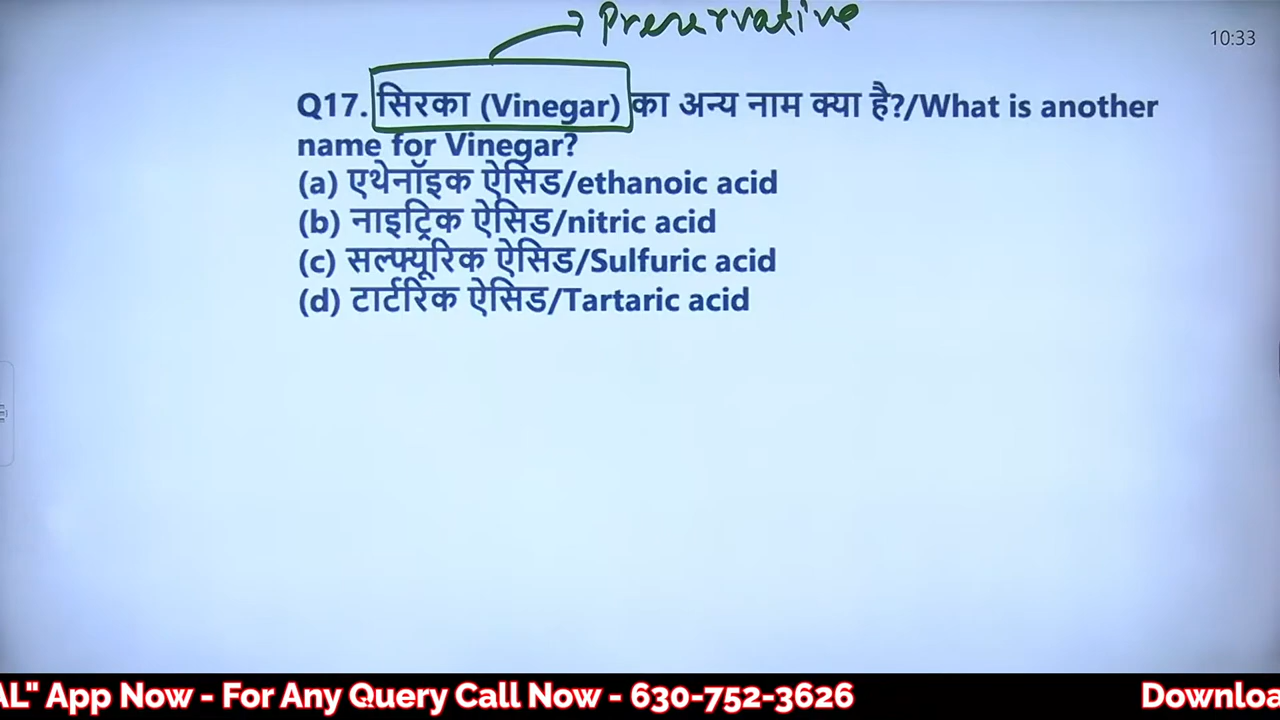 Preservative
10:33
Q17. सिरका (Vinegar) का अन्य नाम क्या है?/What is another
name for Vinegar?
(a) एथेनॉइक ऐसिड/ethanoic acid
(b) नाइट्रिक ऐसिड/nitric acid
(c) सल्फ्यूरिक ऐसिड/Sulfuric acid
(d) टार्टरिक ऐसिड/Tartaric acid
AL" App Now - For Any Query Call Now - 630-752-3626 Downloa